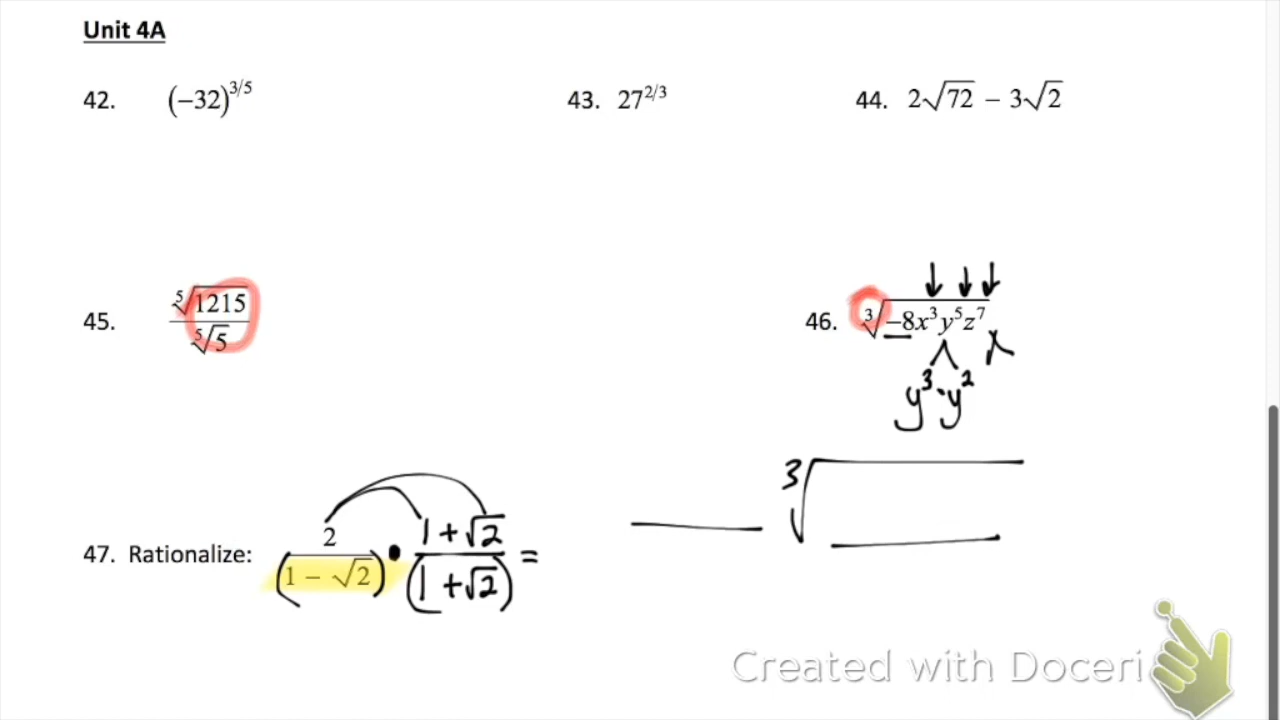 Unit 4A
42. (−32)^{3/5}
43. 27^{2/3}
44. 2√72 − 3√2
45. ⁵√1215 / ⁵√5
46. ³√−8x³y⁵z⁷
y³·y²
³√
47. Rationalize: 2 / (1 − √2) • 1 + √2 / (1 + √2) =
Created with Doceri